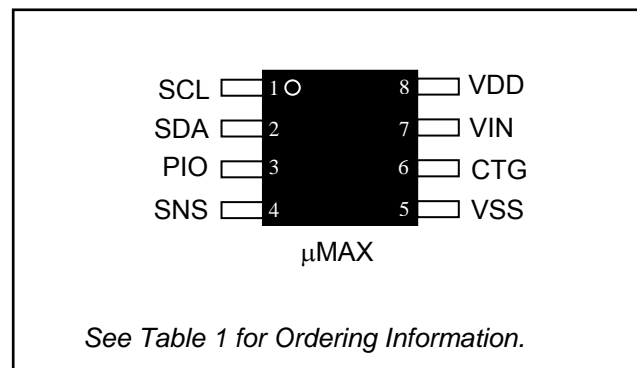 SCL 1 8 VDD
SDA 2 7 VIN
PIO 3 6 CTG
SNS 4 5 VSS
µMAX
See Table 1 for Ordering Information.